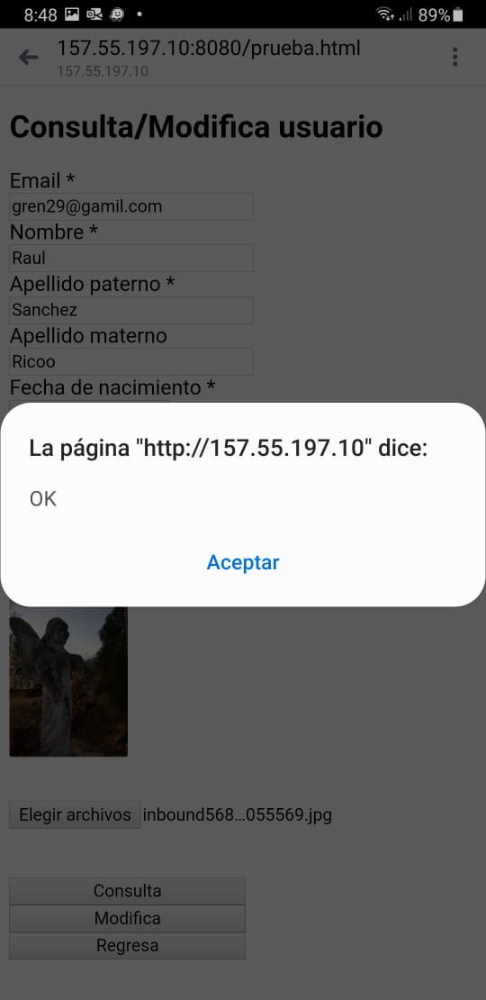 8:48
89%
157.55.197.10:8080/prueba.html
157.55.197.10
Consulta/Modifica usuario
Email *
gren29@gamil.com
Nombre *
Raul
Apellido paterno *
Sanchez
Apellido materno
Ricoo
Fecha de nacimiento *
La página "http://157.55.197.10" dice:
OK
Aceptar
Elegir archivos inbound568...055569.jpg
Consulta
Modifica
Regresa